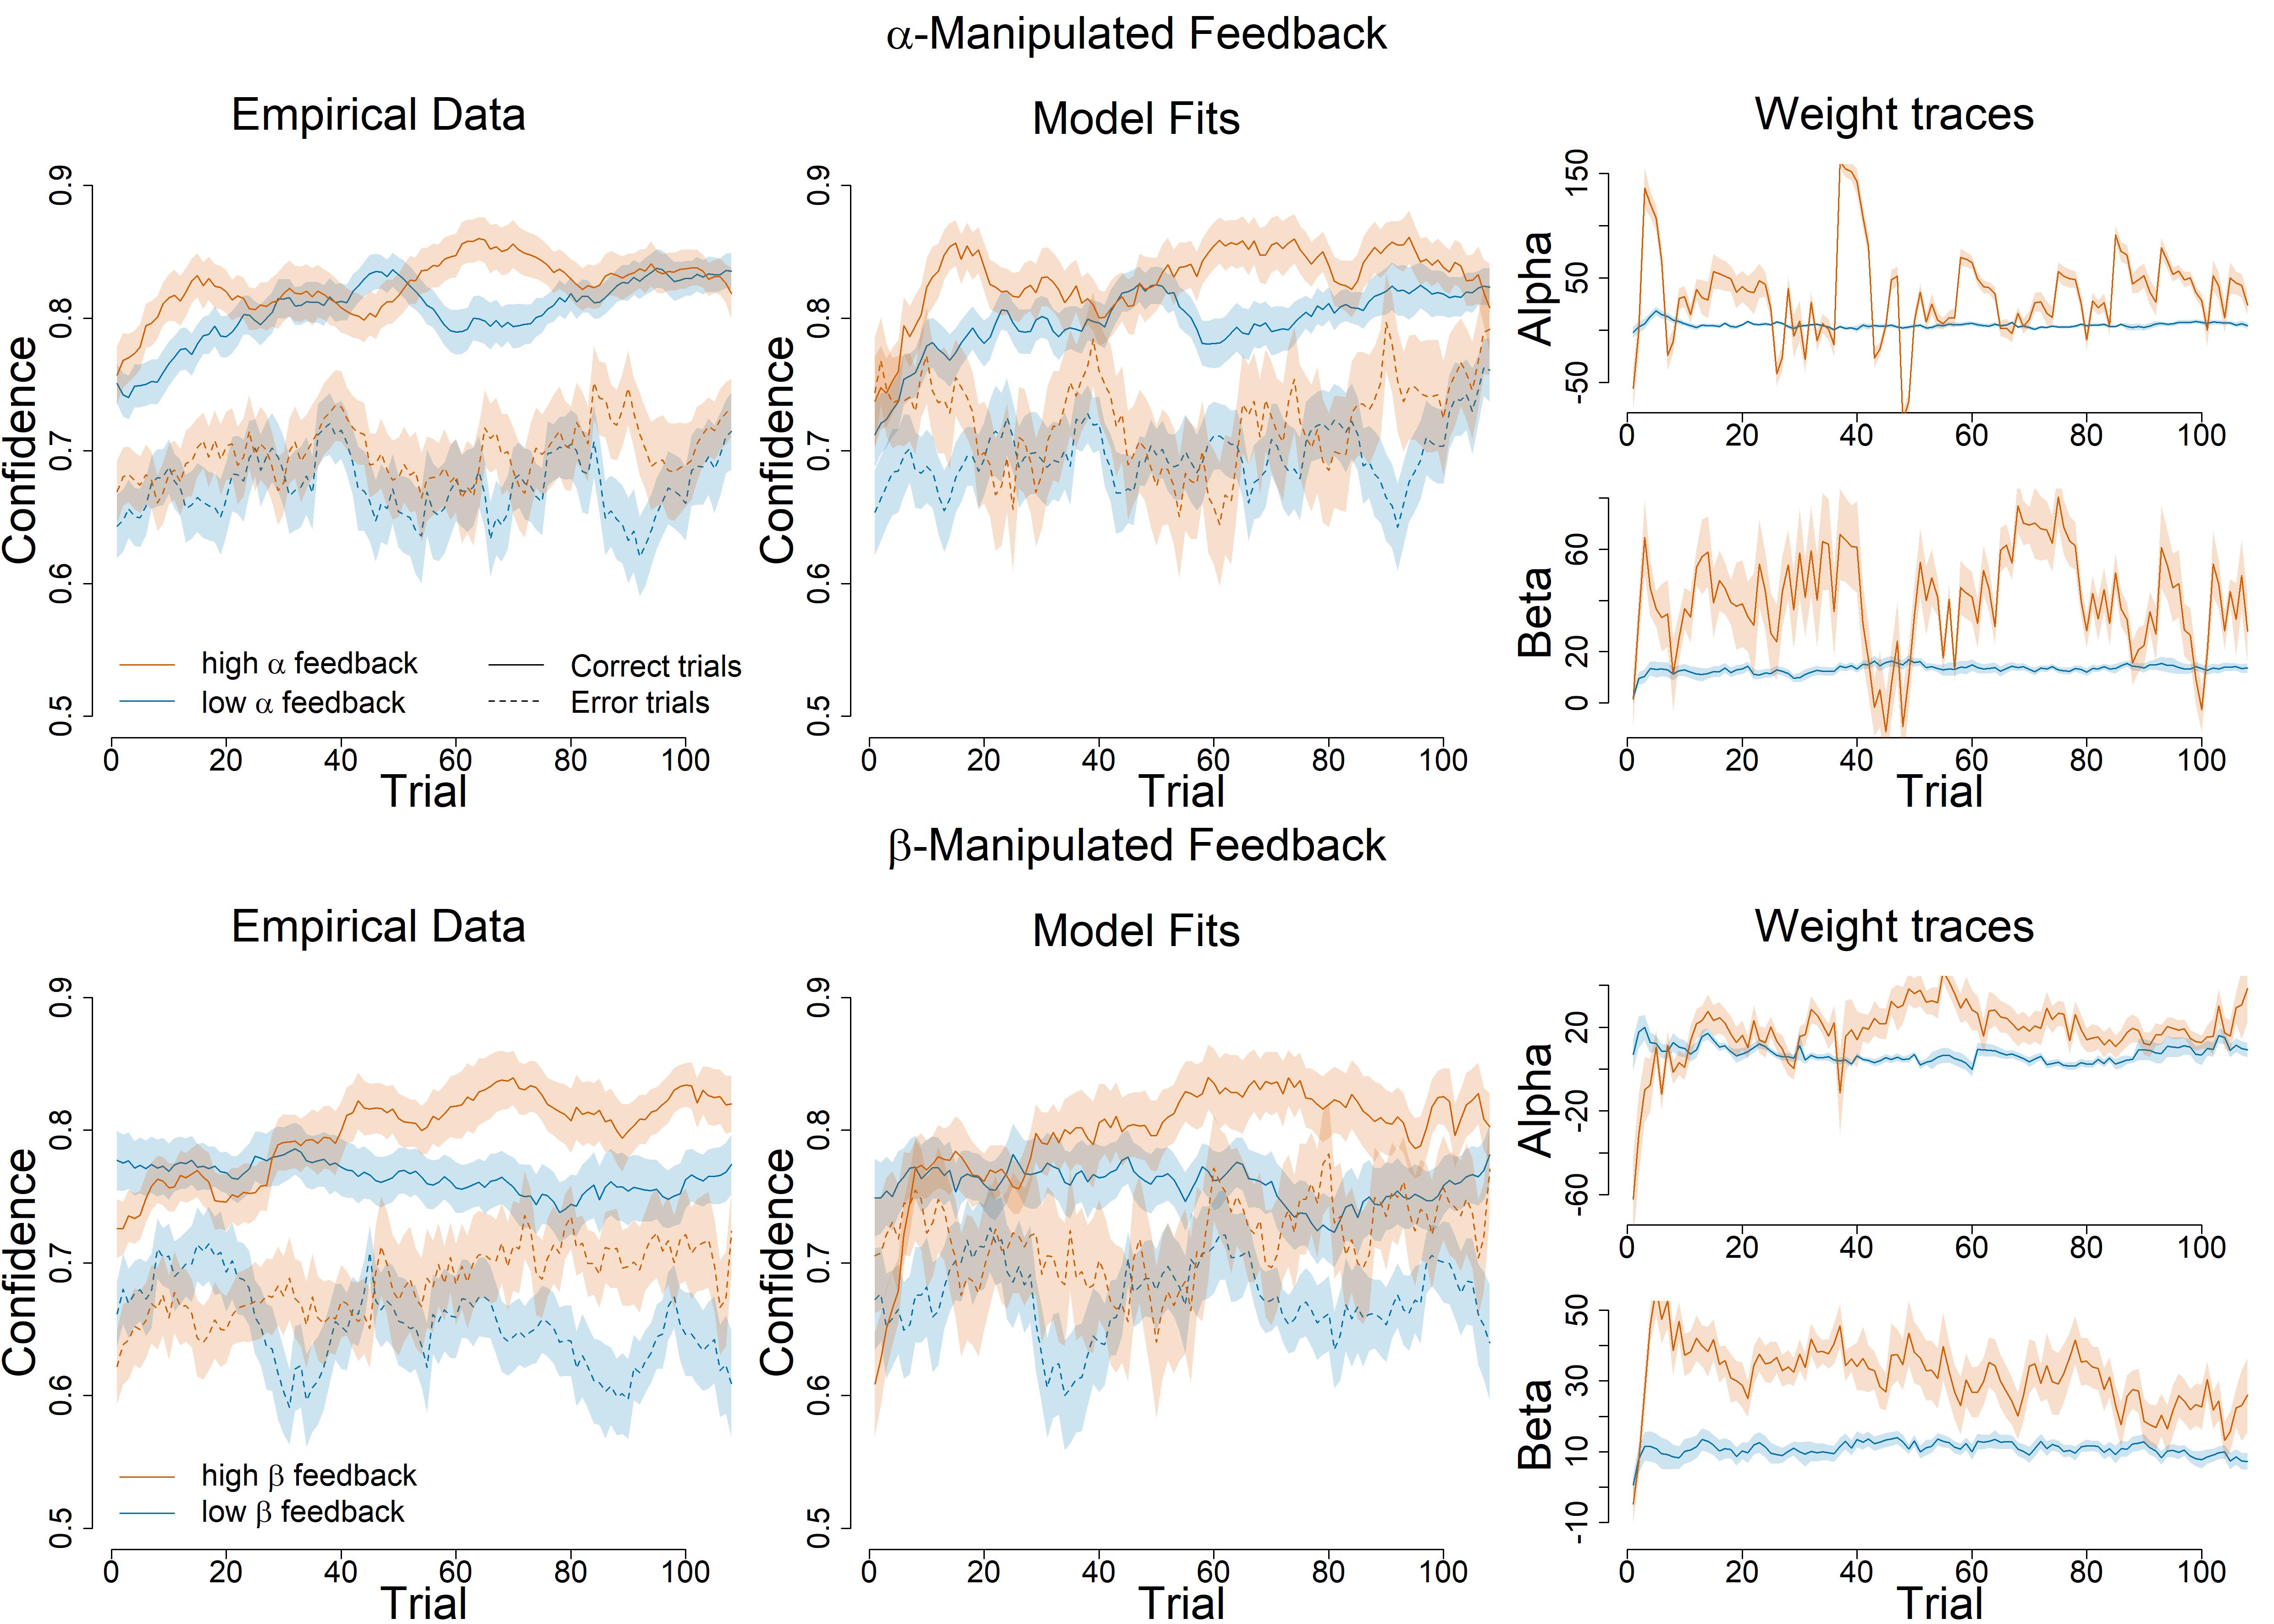 α-Manipulated Feedback
Empirical Data
Model Fits
Weight traces
Confidence
0.5 0.6 0.7 0.8 0.9
high α feedback
low α feedback
Correct trials
Error trials
0 20 40 60 80 100
Trial
Confidence
0.5 0.6 0.7 0.8 0.9
0 20 40 60 80 100
Trial
Alpha
-50 50 150
0 20 40 60 80 100
Beta
0 20 60
0 20 40 60 80 100
Trial
β-Manipulated Feedback
Empirical Data
Model Fits
Weight traces
Confidence
0.5 0.6 0.7 0.8 0.9
high β feedback
low β feedback
0 20 40 60 80 100
Trial
Confidence
0.5 0.6 0.7 0.8 0.9
0 20 40 60 80 100
Trial
Alpha
-60 -20 20
0 20 40 60 80 100
Beta
-10 10 30 50
0 20 40 60 80 100
Trial